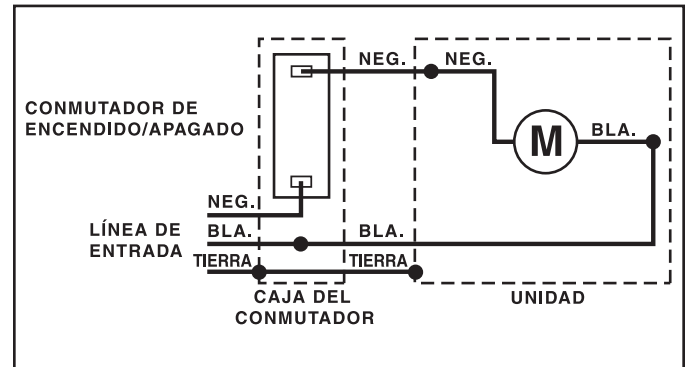 NEG. NEG.
CONMUTADOR DE
ENCENDIDO/APAGADO
M BLA.
NEG.
LÍNEA DE
ENTRADA
BLA. BLA.
TIERRA TIERRA
CAJA DEL
CONMUTADOR
UNIDAD